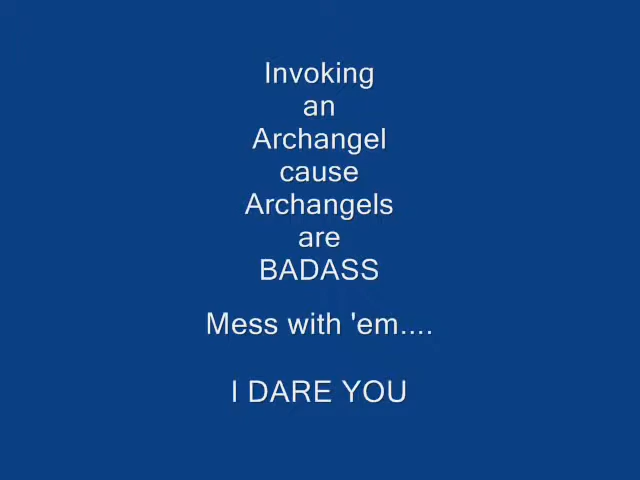 Invoking
an
Archangel
cause
Archangels
are
BADASS
Mess with 'em....
I DARE YOU